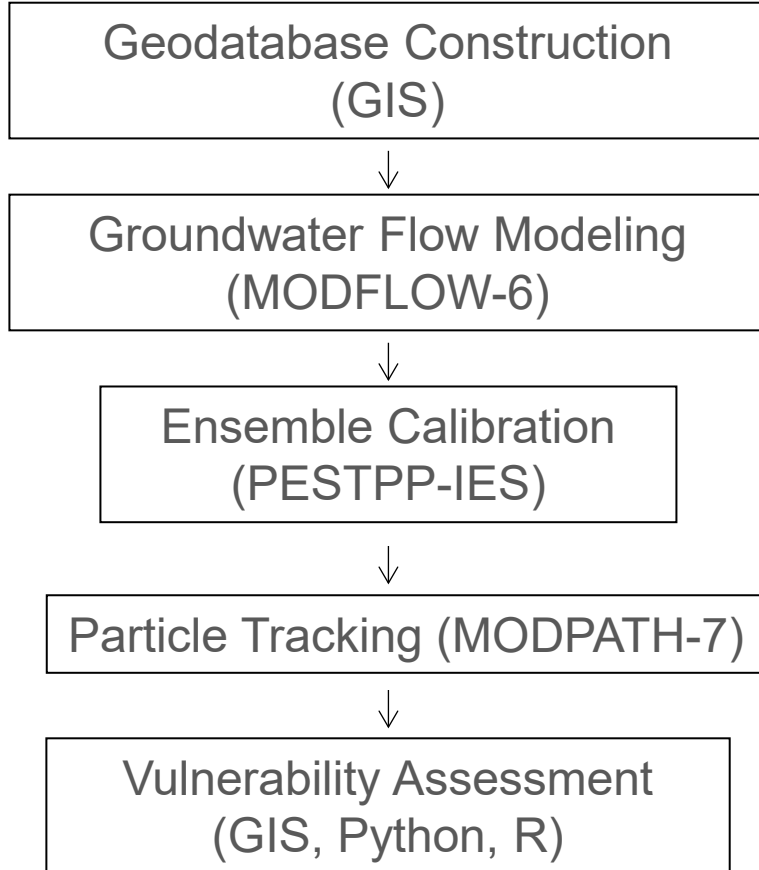 Geodatabase Construction
(GIS)
Groundwater Flow Modeling
(MODFLOW-6)
Ensemble Calibration
(PESTPP-IES)
Particle Tracking (MODPATH-7)
Vulnerability Assessment
(GIS, Python, R)